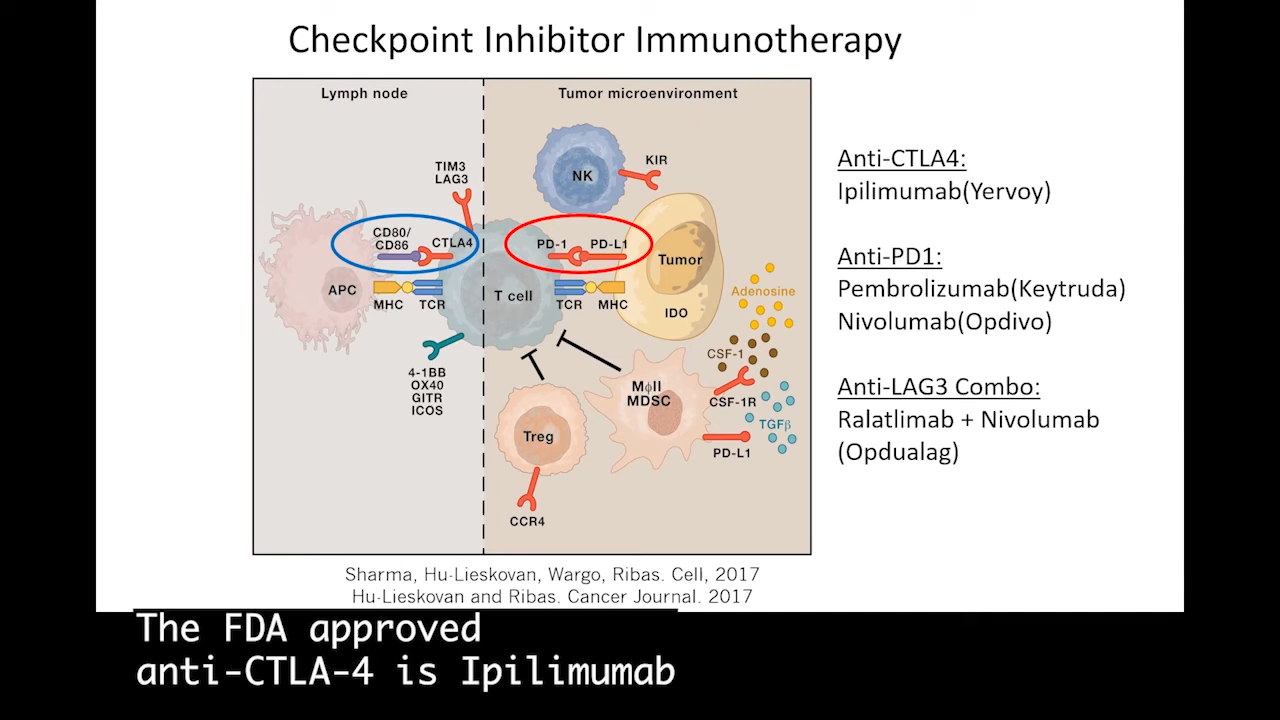 Checkpoint Inhibitor Immunotherapy
Lymph node
Tumor microenvironment
TIM3
LAG3
NK
KIR
CD80/
CD86
CTLA4
PD-1
PD-L1
Tumor
APC
MHC
TCR
T cell
TCR
MHC
IDO
Adenosine
4-1BB
OX40
GITR
ICOS
CSF-1
MφII
MDSC
CSF-1R
TGFβ
Treg
PD-L1
CCR4
Anti-CTLA4:
Ipilimumab(Yervoy)
Anti-PD1:
Pembrolizumab(Keytruda)
Nivolumab(Opdivo)
Anti-LAG3 Combo:
Ralatlimab + Nivolumab
(Opdualag)
Sharma, Hu-Lieskovan, Wargo, Ribas. Cell, 2017
Hu-Lieskovan and Ribas. Cancer Journal. 2017
The FDA approved
anti-CTLA-4 is Ipilimumab